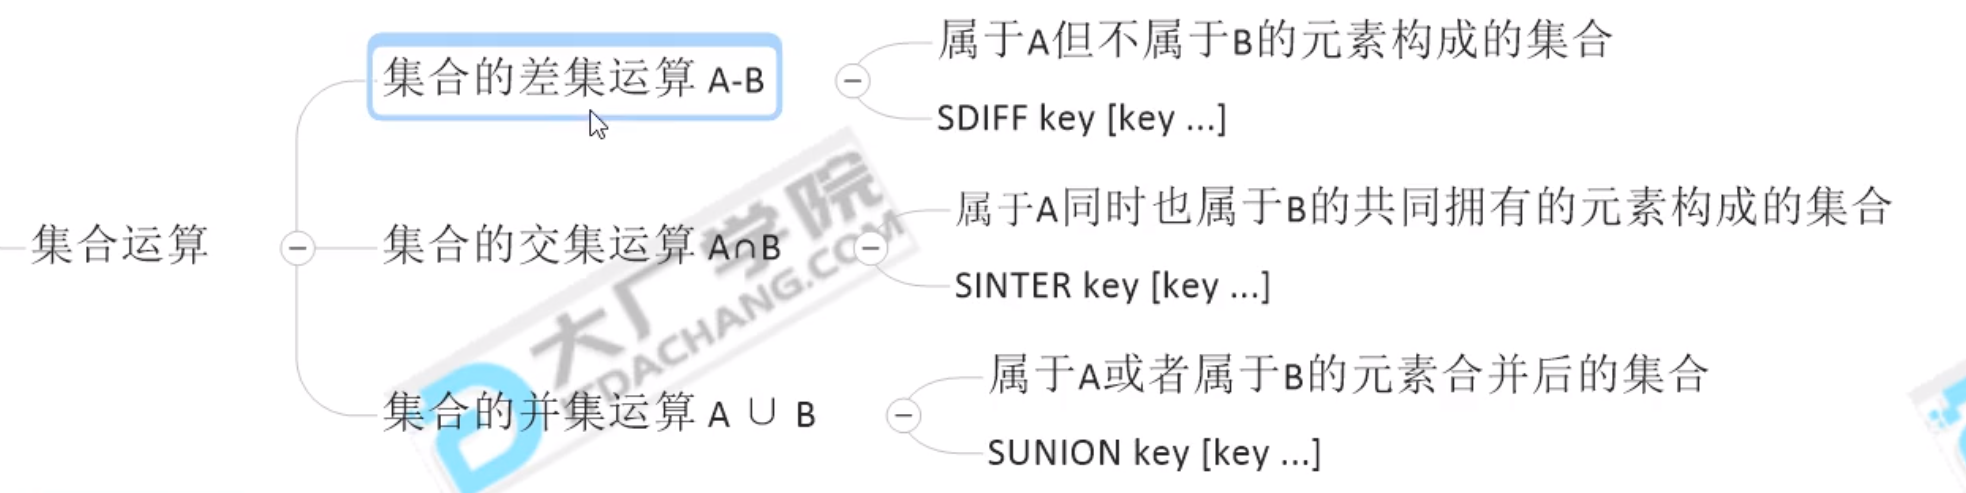 集合运算
集合的差集运算 A-B
属于A但不属于B的元素构成的集合
SDIFF key [key ...]
集合的交集运算 A∩B
属于A同时也属于B的共同拥有的元素构成的集合
SINTER key [key ...]
集合的并集运算 A ∪ B
属于A或者属于B的元素合并后的集合
SUNION key [key ...]
大厂学院
ITDACHANG.COM